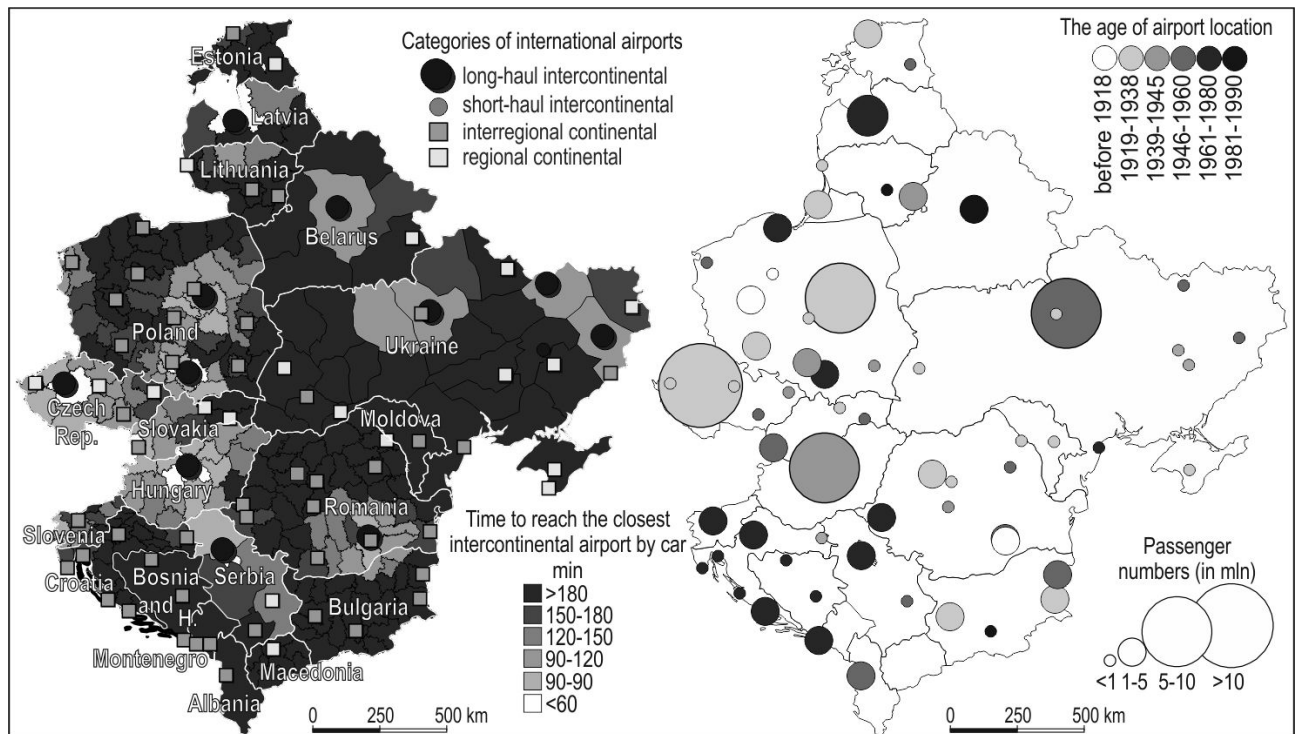 Categories of international airports
long-haul intercontinental
short-haul intercontinental
interregional continental
regional continental
Estonia
Latvia
Lithuania
Belarus
Poland
Ukraine
Czech
Rep.
Slovakia
Moldova
Hungary
Romania
Slovenia
Croatia
Bosnia
and H.
Serbia
Bulgaria
Montenegro
Macedonia
Albania
Time to reach the closest
intercontinental airport by car
min
>180
150-180
120-150
90-120
90-90
<60
0 250 500 km
The age of airport location
before 1918
1919-1938
1939-1945
1946-1960
1961-1980
1981-1990
Passenger
numbers (in mln)
<1 1-5 5-10 >10
0 250 500 km